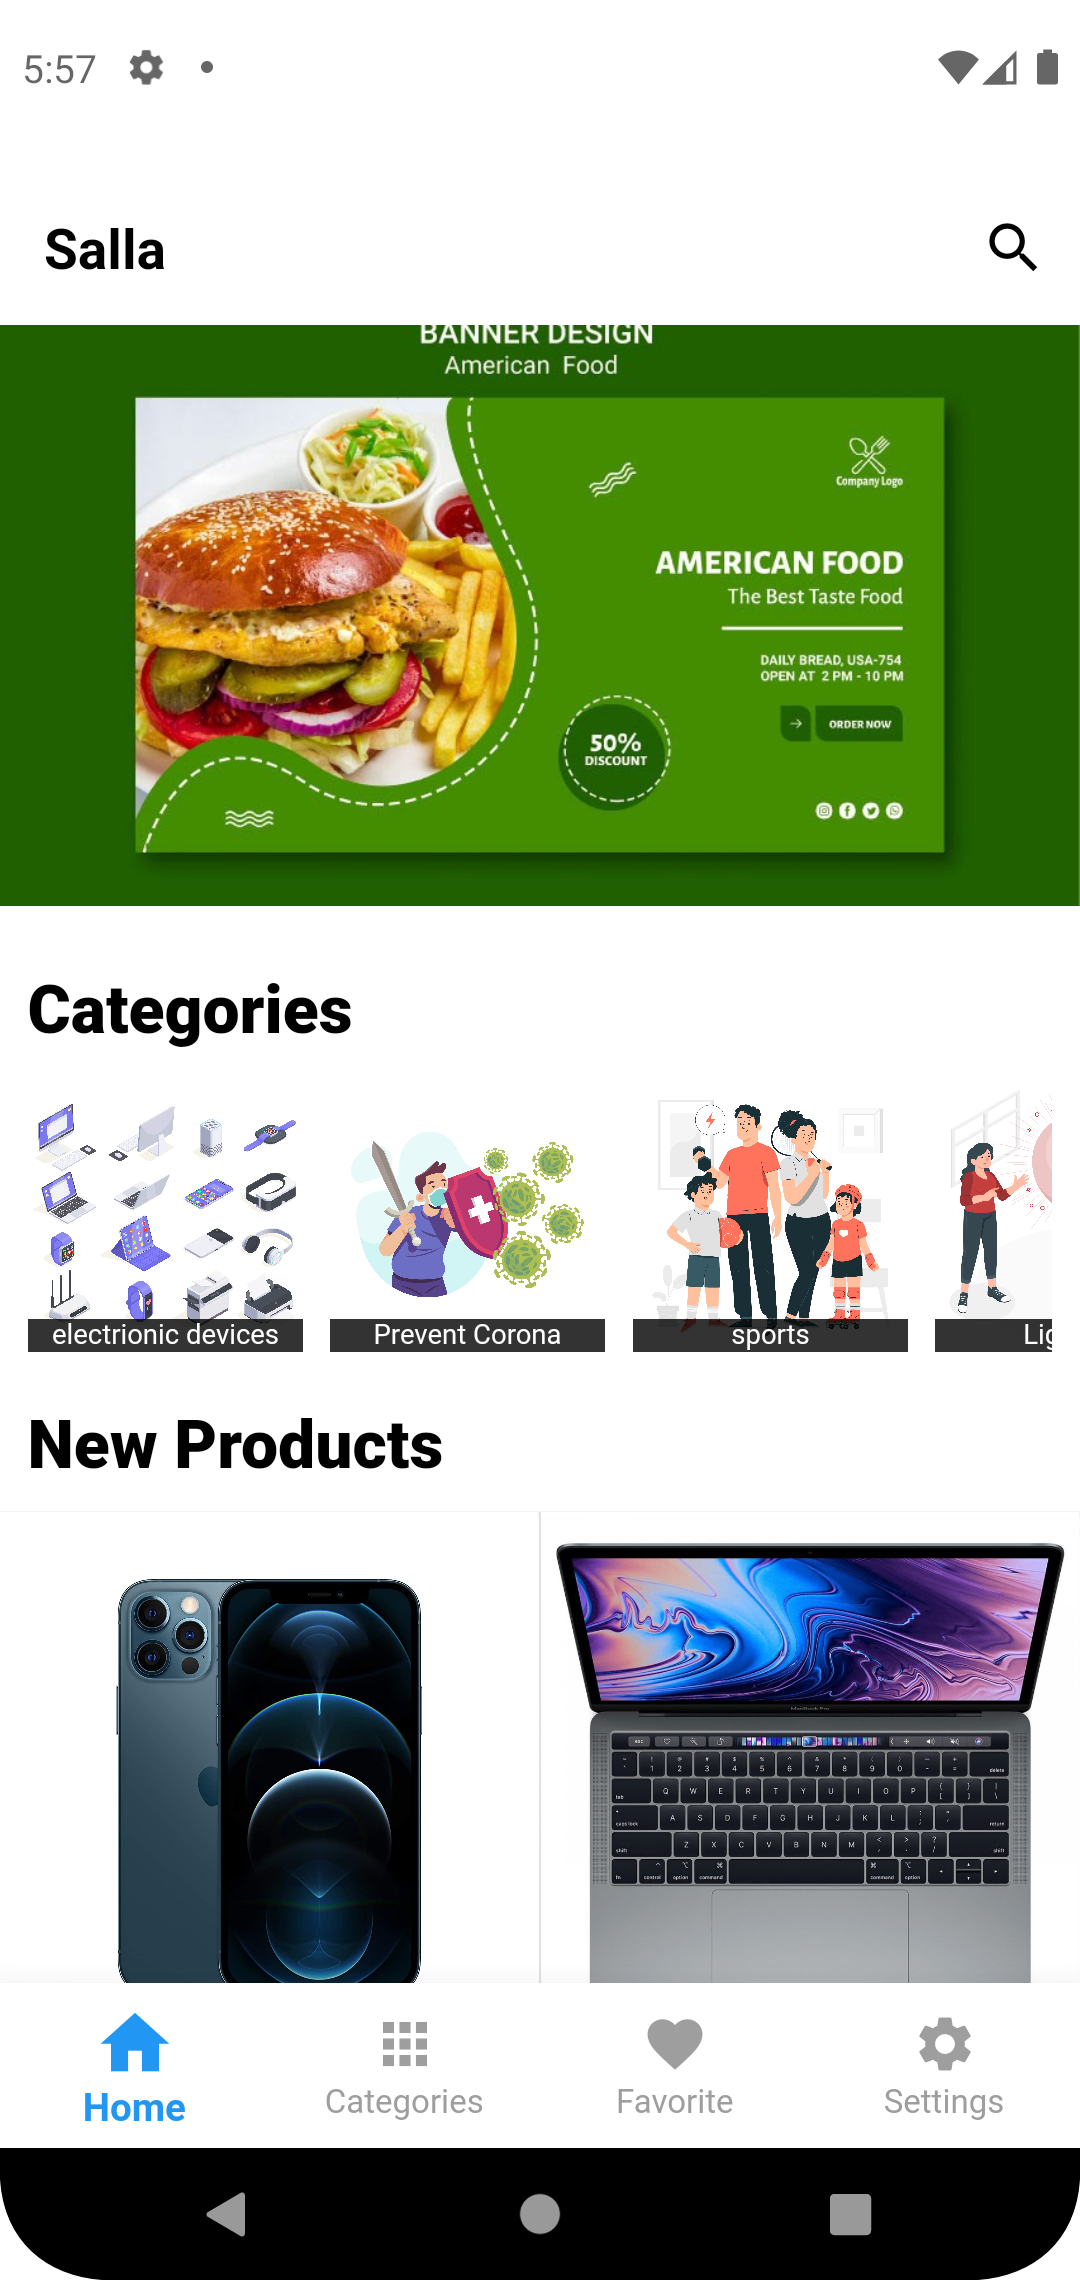 5:57
Salla
BANNER DESIGN
American Food
Company Logo
AMERICAN FOOD
The Best Taste Food
DAILY BREAD, USA-754
OPEN AT 2 PM - 10 PM
ORDER NOW
50%
DISCOUNT
Categories
electrionic devices
Prevent Corona
sports
Lig
New Products
MacBook Pro
Home
Categories
Favorite
Settings